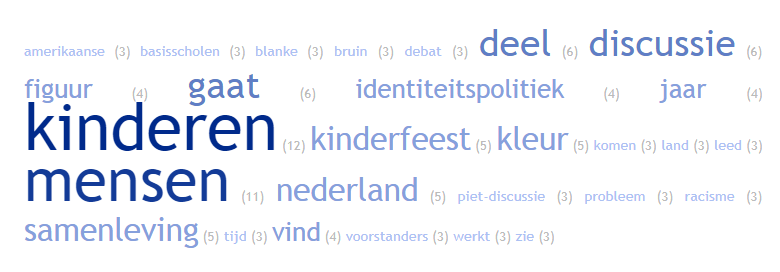 amerikaanse (3) basisscholen (3) blanke (3) bruin (3) debat (3) deel (6) discussie (6)
figuur (4) gaat (6) identiteitspolitiek (4) jaar (4)
kinderen (12) kinderfeest (5) kleur (5) komen (3) land (3) leed (3)
mensen (11) nederland (5) piet-discussie (3) probleem (3) racisme (3)
samenleving (5) tijd (3) vind (4) voorstanders (3) werkt (3) zie (3)